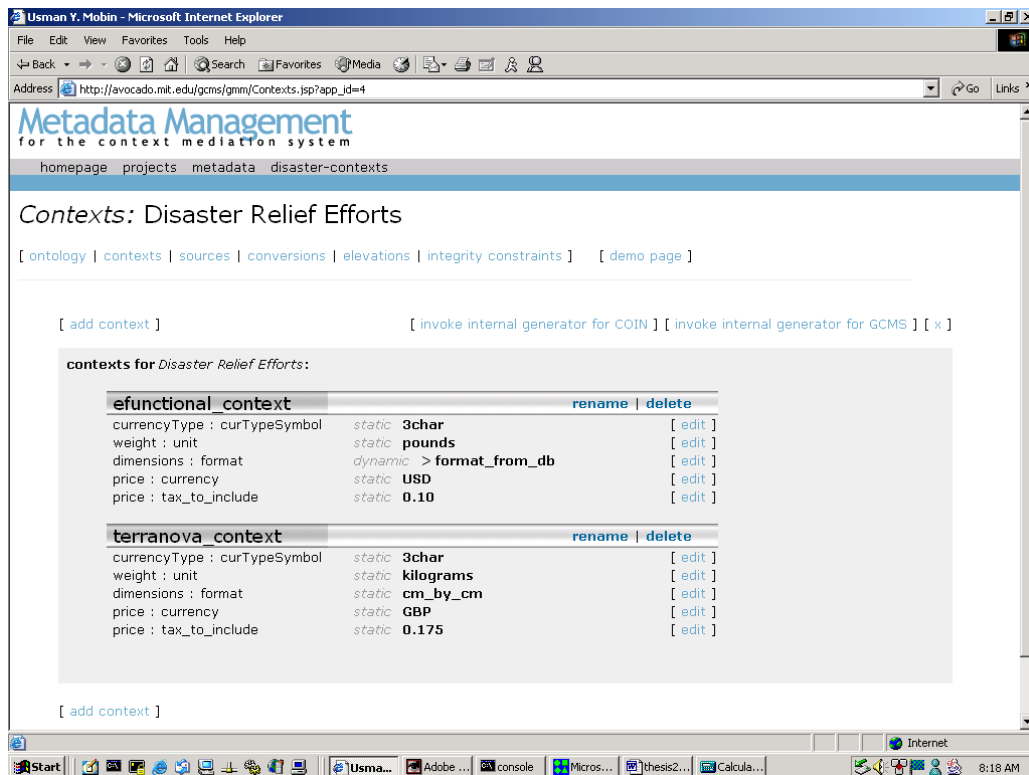 Usman Y. Mobin - Microsoft Internet Explorer
File Edit View Favorites Tools Help
Back Search Favorites Media
Address http://avocado.mit.edu/gcms/gmm/Contexts.jsp?app_id=4 Go Links
Metadata Management
for the context mediation system
homepage projects metadata disaster-contexts
Contexts: Disaster Relief Efforts
[ ontology | contexts | sources | conversions | elevations | integrity constraints ] [ demo page ]
[ add context ] [ invoke internal generator for COIN ] [ invoke internal generator for GCMS ] [ x ]
contexts for Disaster Relief Efforts:
efunctional_context rename | delete
currencyType : curTypeSymbol static 3char [ edit ]
weight : unit static pounds [ edit ]
dimensions : format dynamic > format_from_db [ edit ]
price : currency static USD [ edit ]
price : tax_to_include static 0.10 [ edit ]
terranova_context rename | delete
currencyType : curTypeSymbol static 3char [ edit ]
weight : unit static kilograms [ edit ]
dimensions : format static cm_by_cm [ edit ]
price : currency static GBP [ edit ]
price : tax_to_include static 0.175 [ edit ]
[ add context ]
Internet
Start Usma... Adobe ... console Micros... thesis2... Calcula... 8:18 AM